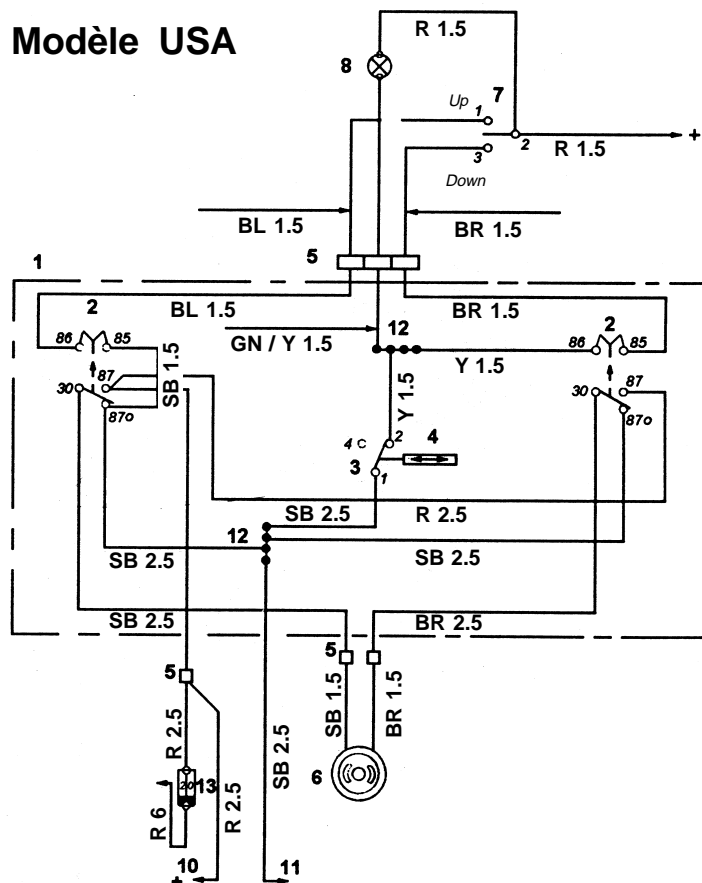 Modèle USA
R 1.5
8
7
Up
1
+
2
R 1.5
3
Down
BL 1.5
BR 1.5
1
5
2
BL 1.5
BR 1.5
2
GN / Y 1.5
12
86
85
86
85
Y 1.5
SB 1.5
Y 1.5
30
87
30
87
87o
87o
4 C
2
4
3
1
SB 2.5
R 2.5
12
SB 2.5
SB 2.5
SB 2.5
BR 2.5
5
5
SB 1.5
BR 1.5
R 2.5
SB 2.5
6
20
13
R 6
R 2.5
10
+
11